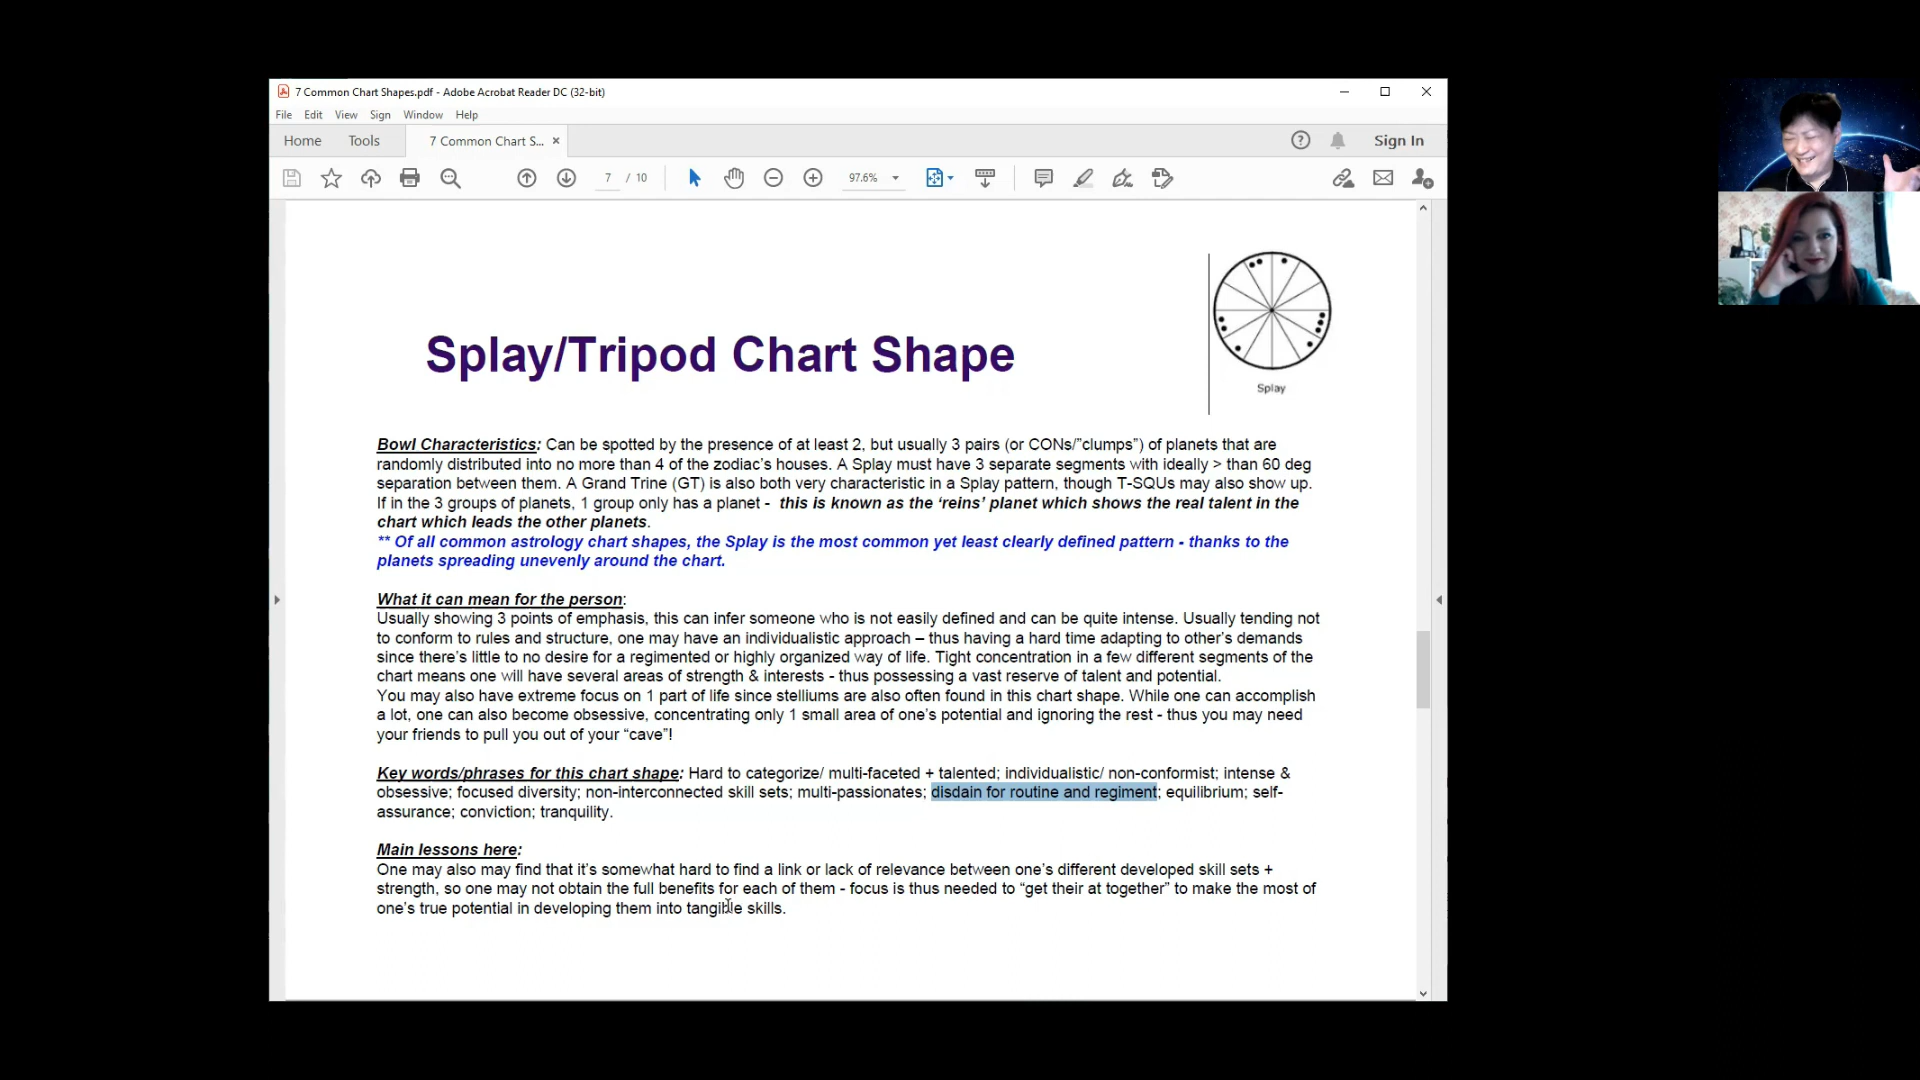 7 Common Chart Shapes.pdf - Adobe Acrobat Reader DC (32-bit)
File Edit View Sign Window Help
Home Tools 7 Common Chart S... × Sign In
7 / 10 97.6%
Splay
Splay/Tripod Chart Shape
Bowl Characteristics: Can be spotted by the presence of at least 2, but usually 3 pairs (or CONs/"clumps") of planets that are
randomly distributed into no more than 4 of the zodiac's houses. A Splay must have 3 separate segments with ideally > than 60 deg
separation between them. A Grand Trine (GT) is also both very characteristic in a Splay pattern, though T-SQUs may also show up.
If in the 3 groups of planets, 1 group only has a planet - this is known as the 'reins' planet which shows the real talent in the
chart which leads the other planets.
** Of all common astrology chart shapes, the Splay is the most common yet least clearly defined pattern - thanks to the
planets spreading unevenly around the chart.
What it can mean for the person:
Usually showing 3 points of emphasis, this can infer someone who is not easily defined and can be quite intense. Usually tending not
to conform to rules and structure, one may have an individualistic approach – thus having a hard time adapting to other's demands
since there's little to no desire for a regimented or highly organized way of life. Tight concentration in a few different segments of the
chart means one will have several areas of strength & interests - thus possessing a vast reserve of talent and potential.
You may also have extreme focus on 1 part of life since stelliums are also often found in this chart shape. While one can accomplish
a lot, one can also become obsessive, concentrating only 1 small area of one's potential and ignoring the rest - thus you may need
your friends to pull you out of your "cave"!
Key words/phrases for this chart shape: Hard to categorize/ multi-faceted + talented; individualistic/ non-conformist; intense &
obsessive; focused diversity; non-interconnected skill sets; multi-passionates; disdain for routine and regiment; equilibrium; self-
assurance; conviction; tranquility.
Main lessons here:
One may also may find that it's somewhat hard to find a link or lack of relevance between one's different developed skill sets +
strength, so one may not obtain the full benefits for each of them - focus is thus needed to "get their at together" to make the most of
one's true potential in developing them into tangible skills.